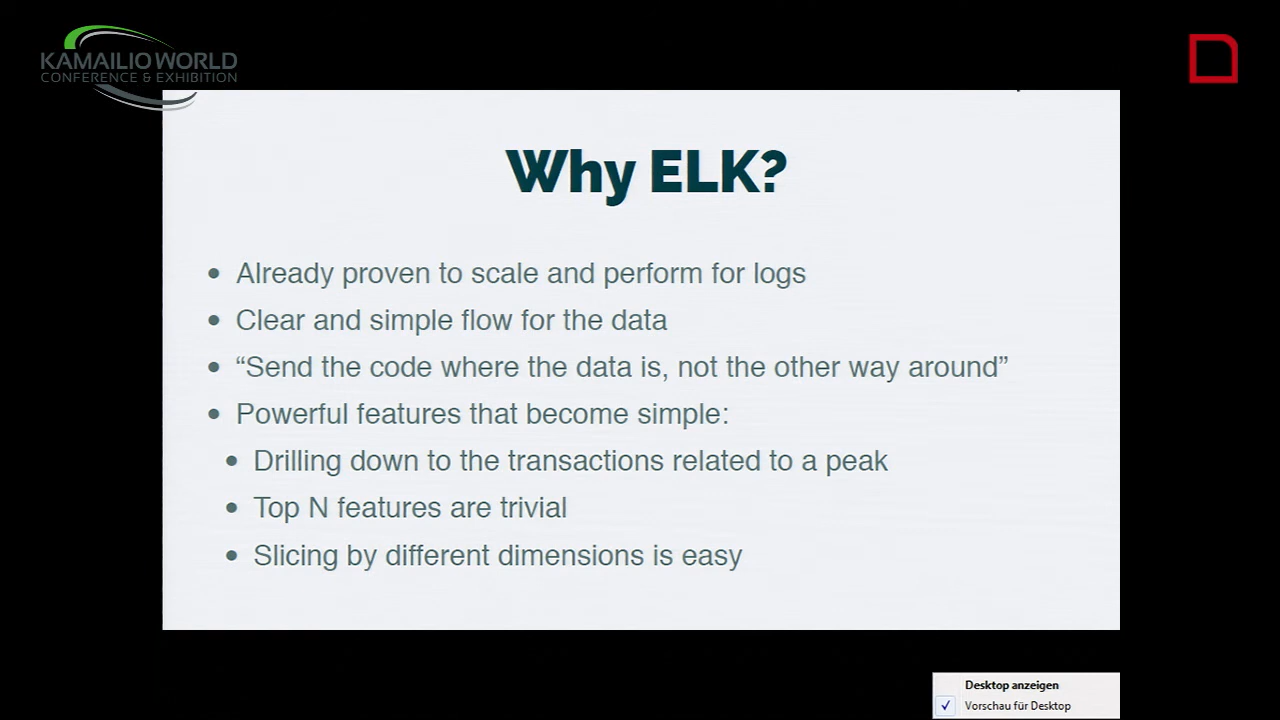 KAMAILIO WORLD
CONFERENCE & EXHIBITION
Why ELK?
• Already proven to scale and perform for logs
• Clear and simple flow for the data
• “Send the code where the data is, not the other way around”
• Powerful features that become simple:
• Drilling down to the transactions related to a peak
• Top N features are trivial
• Slicing by different dimensions is easy
Desktop anzeigen
✓ Vorschau für Desktop